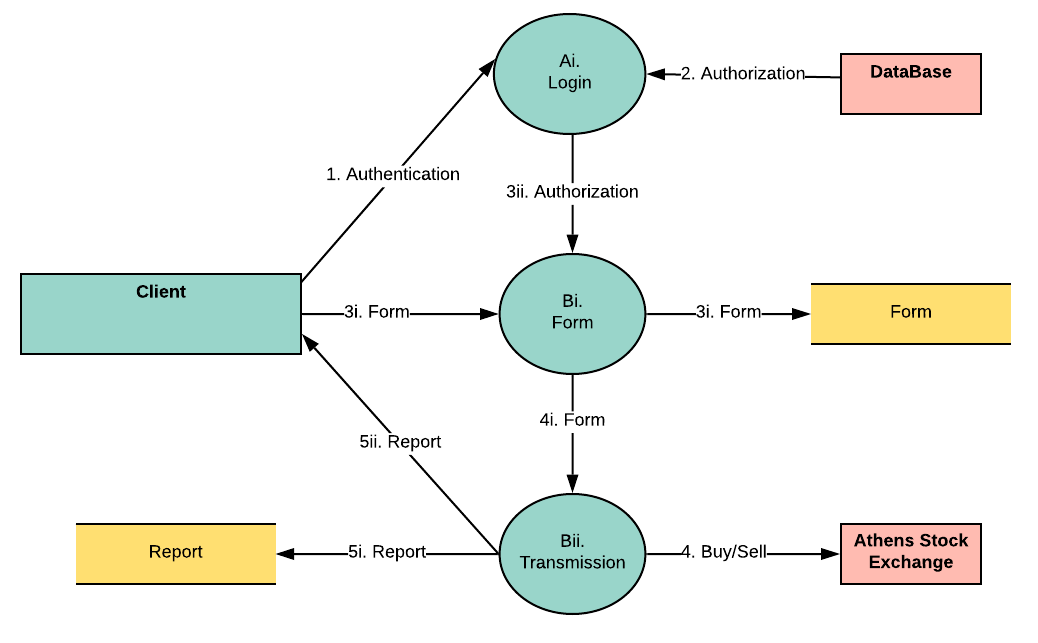 Ai.
Login
2. Authorization
DataBase
1. Authentication
3ii. Authorization
Client
3i. Form
Bi.
Form
3i. Form
Form
4i. Form
5ii. Report
Report
5i. Report
Bii.
Transmission
4. Buy/Sell
Athens Stock
Exchange